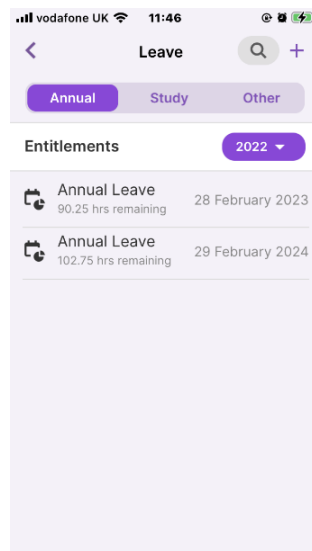 vodafone UK 11:46
Leave
Annual Study Other
Entitlements 2022
Annual Leave
90.25 hrs remaining 28 February 2023
Annual Leave
102.75 hrs remaining 29 February 2024